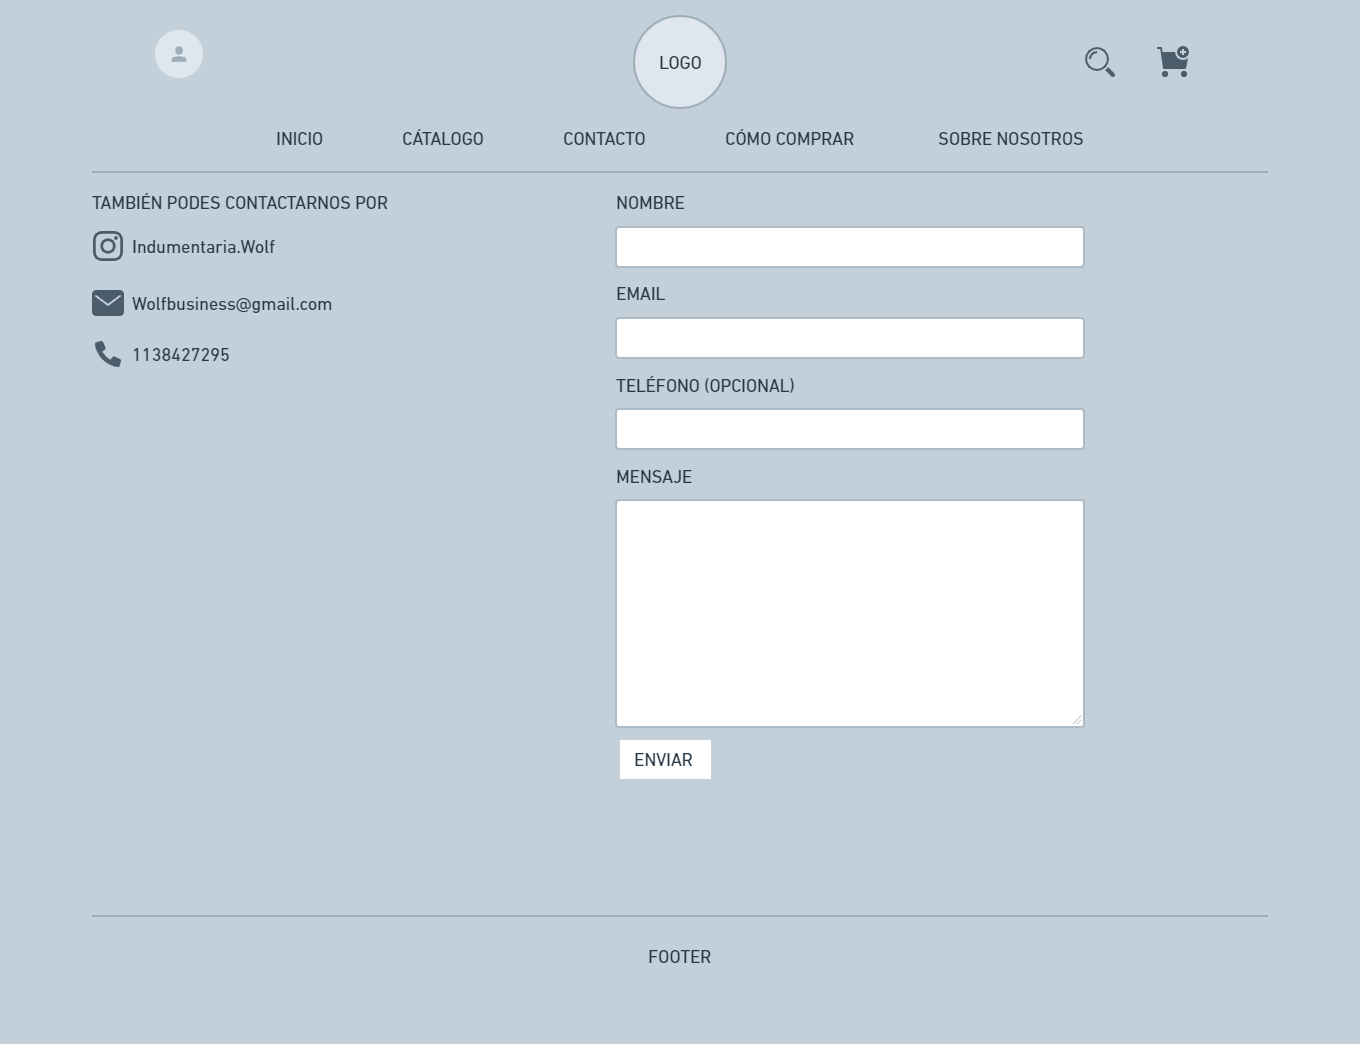 LOGO
INICIO
CÁTALOGO
CONTACTO
CÓMO COMPRAR
SOBRE NOSOTROS
TAMBIÉN PODES CONTACTARNOS POR
Indumentaria.Wolf
Wolfbusiness@gmail.com
1138427295
NOMBRE
EMAIL
TELÉFONO (OPCIONAL)
MENSAJE
ENVIAR
FOOTER